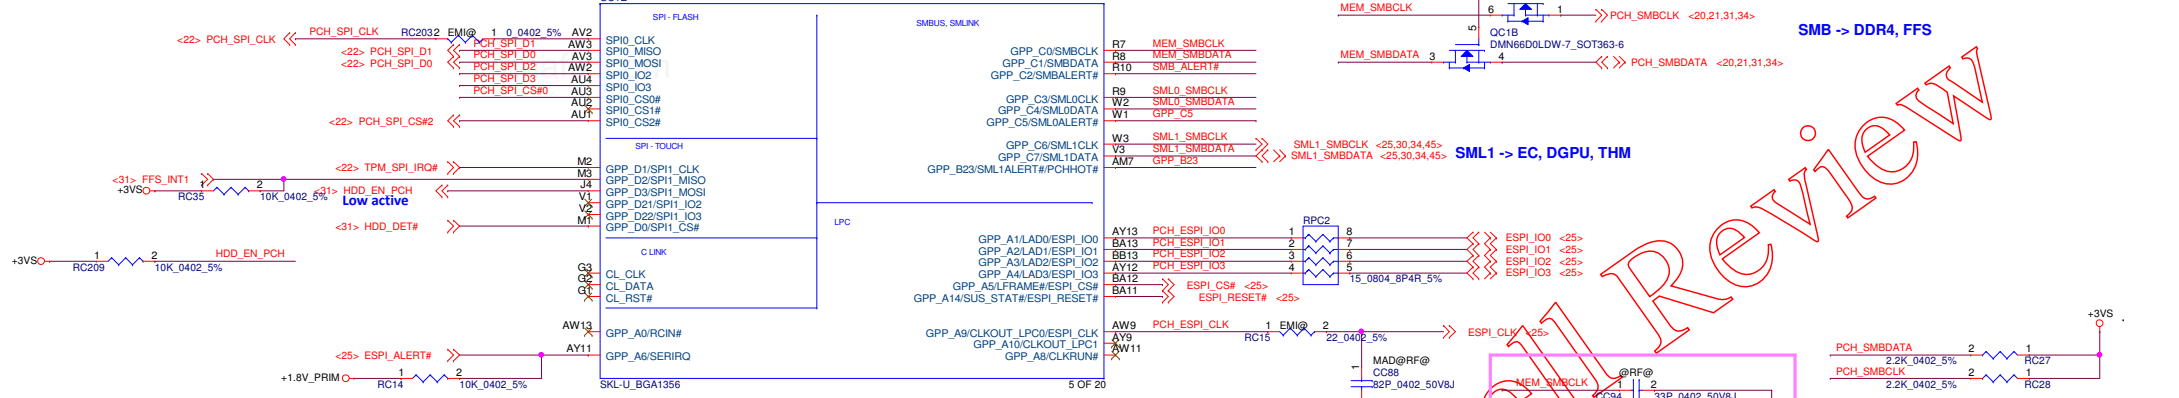 SPI - FLASH
SMBUS, SMLINK
<22> PCH_SPI_CLK
PCH_SPI_CLK
RC203 2 EMI@ 1 0_0402_5%
AV2 SPI0_CLK
<22> PCH_SPI_D1
PCH_SPI_D1
AW3 SPI0_MISO
<22> PCH_SPI_D0
PCH_SPI_D0
AV3 SPI0_MOSI
PCH_SPI_D2
AW2 SPI0_IO2
PCH_SPI_D3
AU4 SPI0_IO3
PCH_SPI_CS#0
AU3 SPI0_CS0#
AU2 SPI0_CS1#
<22> PCH_SPI_CS#2
AU1 SPI0_CS2#
SPI - TOUCH
<22> TPM_SPI_IRQ#
M2 GPP_D1/SPI1_CLK
<31> FFS_INT1
M3 GPP_D2/SPI1_MISO
+3VS
RC35
2
10K_0402_5%
<31> HDD_EN_PCH
Low active
J4 GPP_D3/SPI1_MOSI
V1 GPP_D21/SPI1_IO2
V2 GPP_D22/SPI1_IO3
<31> HDD_DET#
M1 GPP_D0/SPI1_CS#
C LINK
+3VS
1 2
RC209
10K_0402_5%
HDD_EN_PCH
G3 CL_CLK
G2 CL_DATA
G1 CL_RST#
AW13 GPP_A0/RCIN#
<25> ESPI_ALERT#
AY11 GPP_A6/SERIRQ
+1.8V_PRIM
1 2
RC14
10K_0402_5%
SKL-U_BGA1356
5 OF 20
GPP_C0/SMBCLK R7 MEM_SMBCLK
GPP_C1/SMBDATA R8 MEM_SMBDATA
GPP_C2/SMBALERT# R10 SMB_ALERT#
GPP_C3/SML0CLK R9 SML0_SMBCLK
GPP_C4/SML0DATA W2 SML0_SMBDATA
GPP_C5/SML0ALERT# W1 GPP_C5
GPP_C6/SML1CLK W3 SML1_SMBCLK
SML1_SMBCLK <25,30,34,45>
GPP_C7/SML1DATA V3 SML1_SMBDATA
SML1_SMBDATA <25,30,34,45>
GPP_B23/SML1ALERT#/PCHHOT# AM7 GPP_B23
SML1 -> EC, DGPU, THM
LPC
RPC2
GPP_A1/LAD0/ESPI_IO0 AY13 PCH_ESPI_IO0 1 8 ESPI_IO0 <25>
GPP_A2/LAD1/ESPI_IO1 BA13 PCH_ESPI_IO1 2 7 ESPI_IO1 <25>
GPP_A3/LAD2/ESPI_IO2 BB13 PCH_ESPI_IO2 3 6 ESPI_IO2 <25>
GPP_A4/LAD3/ESPI_IO3 AY12 PCH_ESPI_IO3 4 5 ESPI_IO3 <25>
15_0804_8P4R_5%
GPP_A5/LFRAME#/ESPI_CS# BA12 ESPI_CS# <25>
GPP_A14/SUS_STAT#/ESPI_RESET# BA11 ESPI_RESET# <25>
GPP_A9/CLKOUT_LPC0/ESPI_CLK AW9 PCH_ESPI_CLK 1 EMI@ 2 ESPI_CLK <25>
RC15
22_0402_5%
GPP_A10/CLKOUT_LPC1 AY9
GPP_A8/CLKRUN# AW11
MAD@RF@
CC88
82P_0402_50V8J
1
MEM_SMBCLK 6 1 PCH_SMBCLK <20,21,31,34>
5
QC1B
DMN66D0LDW-7_SOT363-6
MEM_SMBDATA 3 4 PCH_SMBDATA <20,21,31,34>
SMB -> DDR4, FFS
Review
@RF@
MEM_SMBCLK
1 2
CC94
33P_0402_50V8J
+3VS
PCH_SMBDATA 2 1
2.2K_0402_5% RC27
PCH_SMBCLK 2 1
2.2K_0402_5% RC28